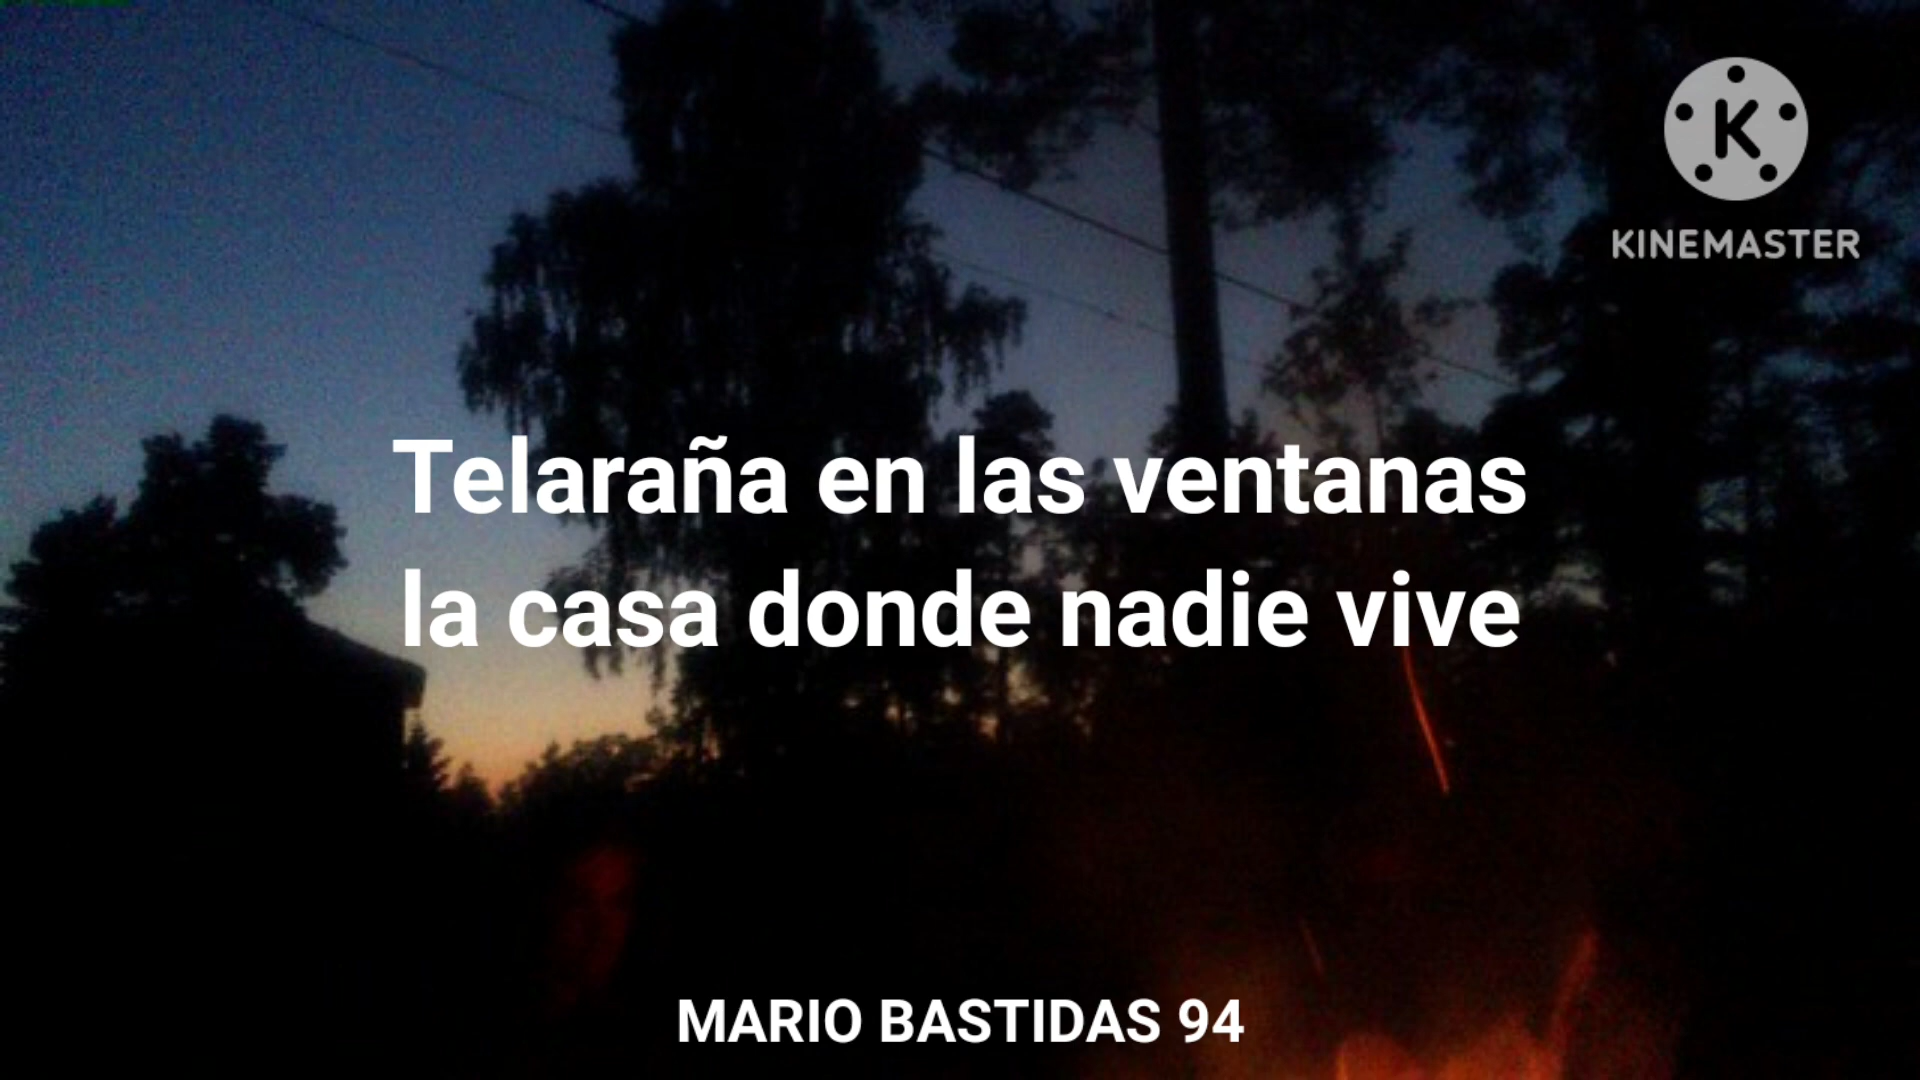 K
KINEMASTER
Telaraña en las ventanas
la casa donde nadie vive
MARIO BASTIDAS 94